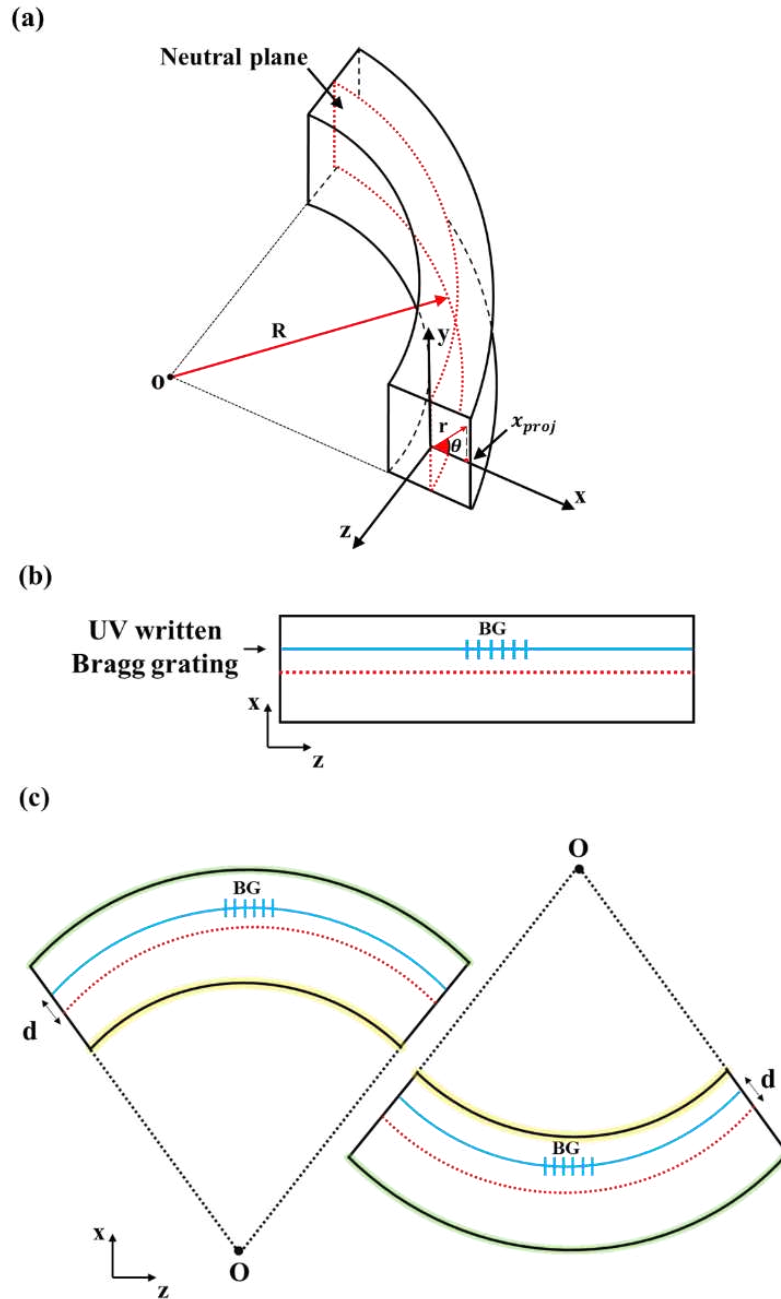 (a)
Neutral plane
R
O
y
r
θ
x_proj
x
z
(b)
UV written
Bragg grating
BG
x
z
(c)
O
BG
d
d
BG
x
z
O